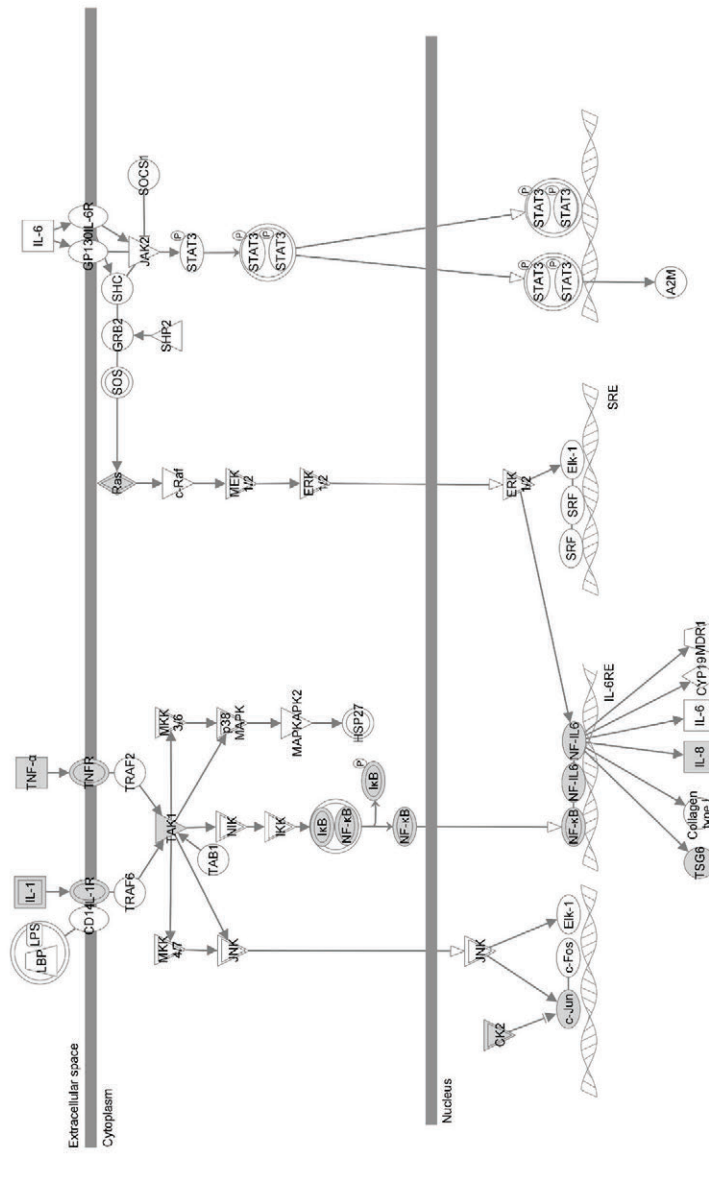 Extracellular space
Cytoplasm
Nucleus
LPS
LBP
IL-1
TNF-α
IL-6
CD14
IL-1R
TNFR
GP130
IL-6R
TRAF6
TRAF2
Ras
SOS
GRB2
SHC
JAK2
SOCS1
SHP2
MKK
4/7
TAK1
MKK
3/6
c-Raf
STAT3
P
TAB1
JNK
NIK
p38
MAPK
MEK
1/2
STAT3
STAT3
P
P
IKK
MAPKAPK2
ERK
1/2
IκB
NF-κB
HSP27
IκB
P
NF-κB
JNK
ERK
1/2
CK2
c-Jun
c-Fos
Elk-1
NF-κB
NF-IL6
NF-IL6
SRF
SRF
Elk-1
STAT3
STAT3
P
P
STAT3
STAT3
P
P
IL-6RE
SRE
TSG6
Collagen
type I
IL-8
IL-6
CYP19
MDR1
A2M